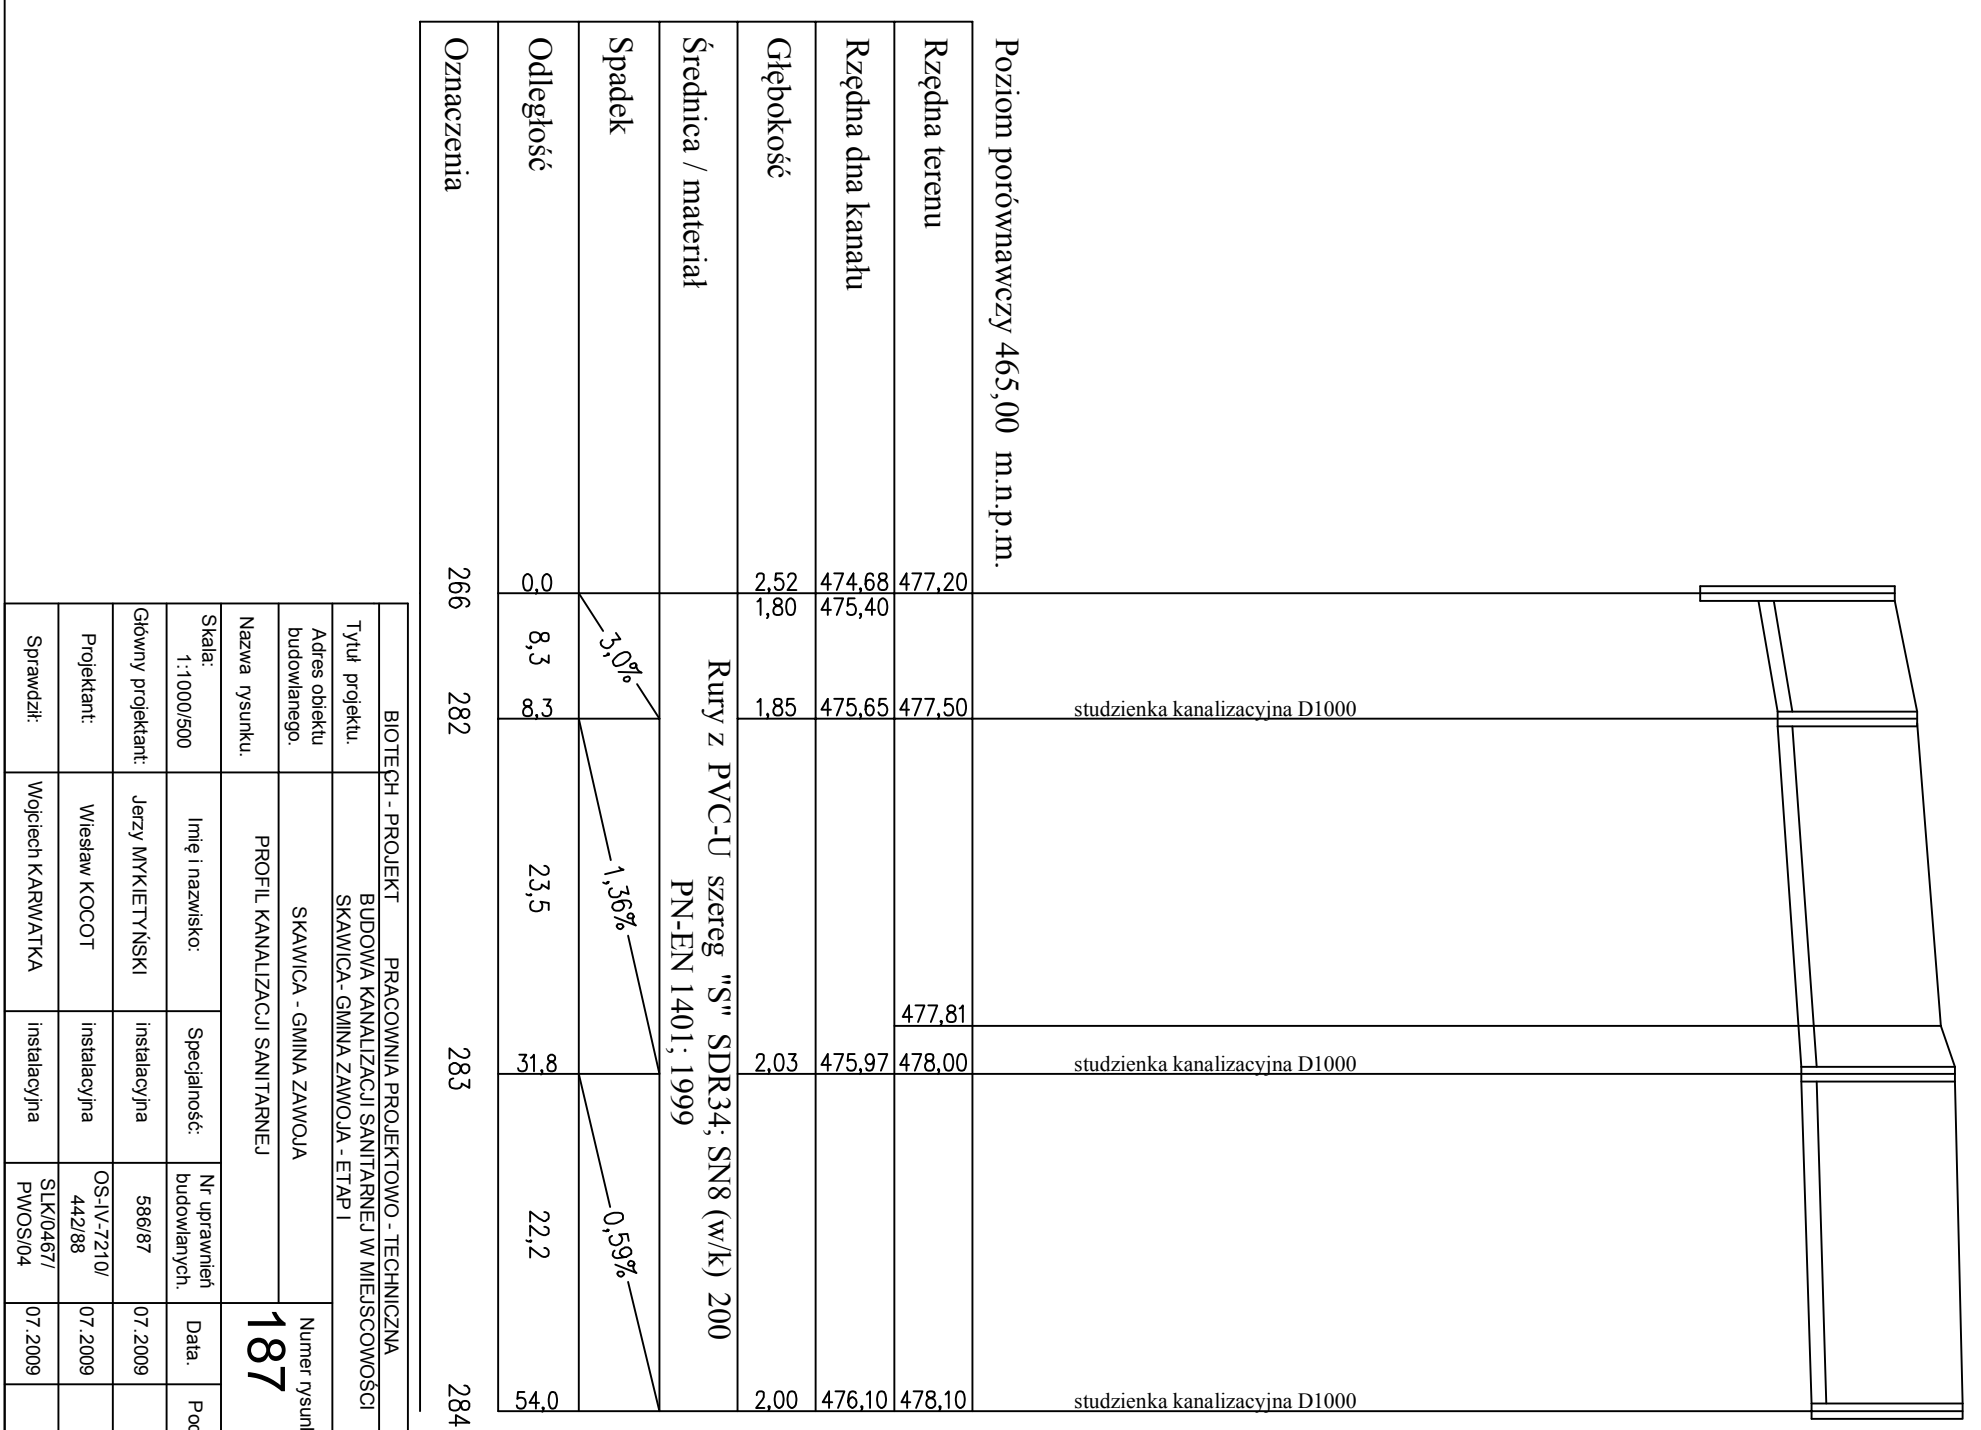 Poziom porównawczy 465,00 m.n.p.m.
Rzędna terenu
477,20
477,50
477,81
478,00
478,10
Rzędna dna kanału
474,68
475,40
475,65
475,97
476,10
Głębokość
2,52
1,80
1,85
2,03
2,00
Średnica / materiał
Rury z PVC-U szereg "S" SDR34; SN8 (w/k) 200
PN-EN 1401; 1999
Spadek
3,0%
1,36%
0,59%
Odległość
0,0
8,3
8,3
23,5
31,8
22,2
54,0
Oznaczenia
266
282
283
284
studzienka kanalizacyjna D1000
studzienka kanalizacyjna D1000
studzienka kanalizacyjna D1000
BIOTECH - PROJEKT PRACOWNIA PROJEKTOWO - TECHNICZNA
Tytuł projektu.
BUDOWA KANALIZACJI SANITARNEJ W MIEJSCOWOŚCI
SKAWICA- GMINA ZAWOJA - ETAP I
Adres obiektu
budowlanego.
SKAWICA - GMINA ZAWOJA
Nazwa rysunku.
PROFIL KANALIZACJI SANITARNEJ
Numer rysun
187
Skala:
1:1000/500
Imię i nazwisko:
Specjalność:
Nr uprawnień
budowlanych.
Data.
Główny projektant:
Jerzy MYKIETYŃSKI
instalacyjna
586/87
07.2009
Projektant:
Wiesław KOCOT
instalacyjna
OS-IV-7210/
442/88
07.2009
Sprawdził:
Wojciech KARWATKA
instalacyjna
SLK/0467/
PWOS/04
07.2009